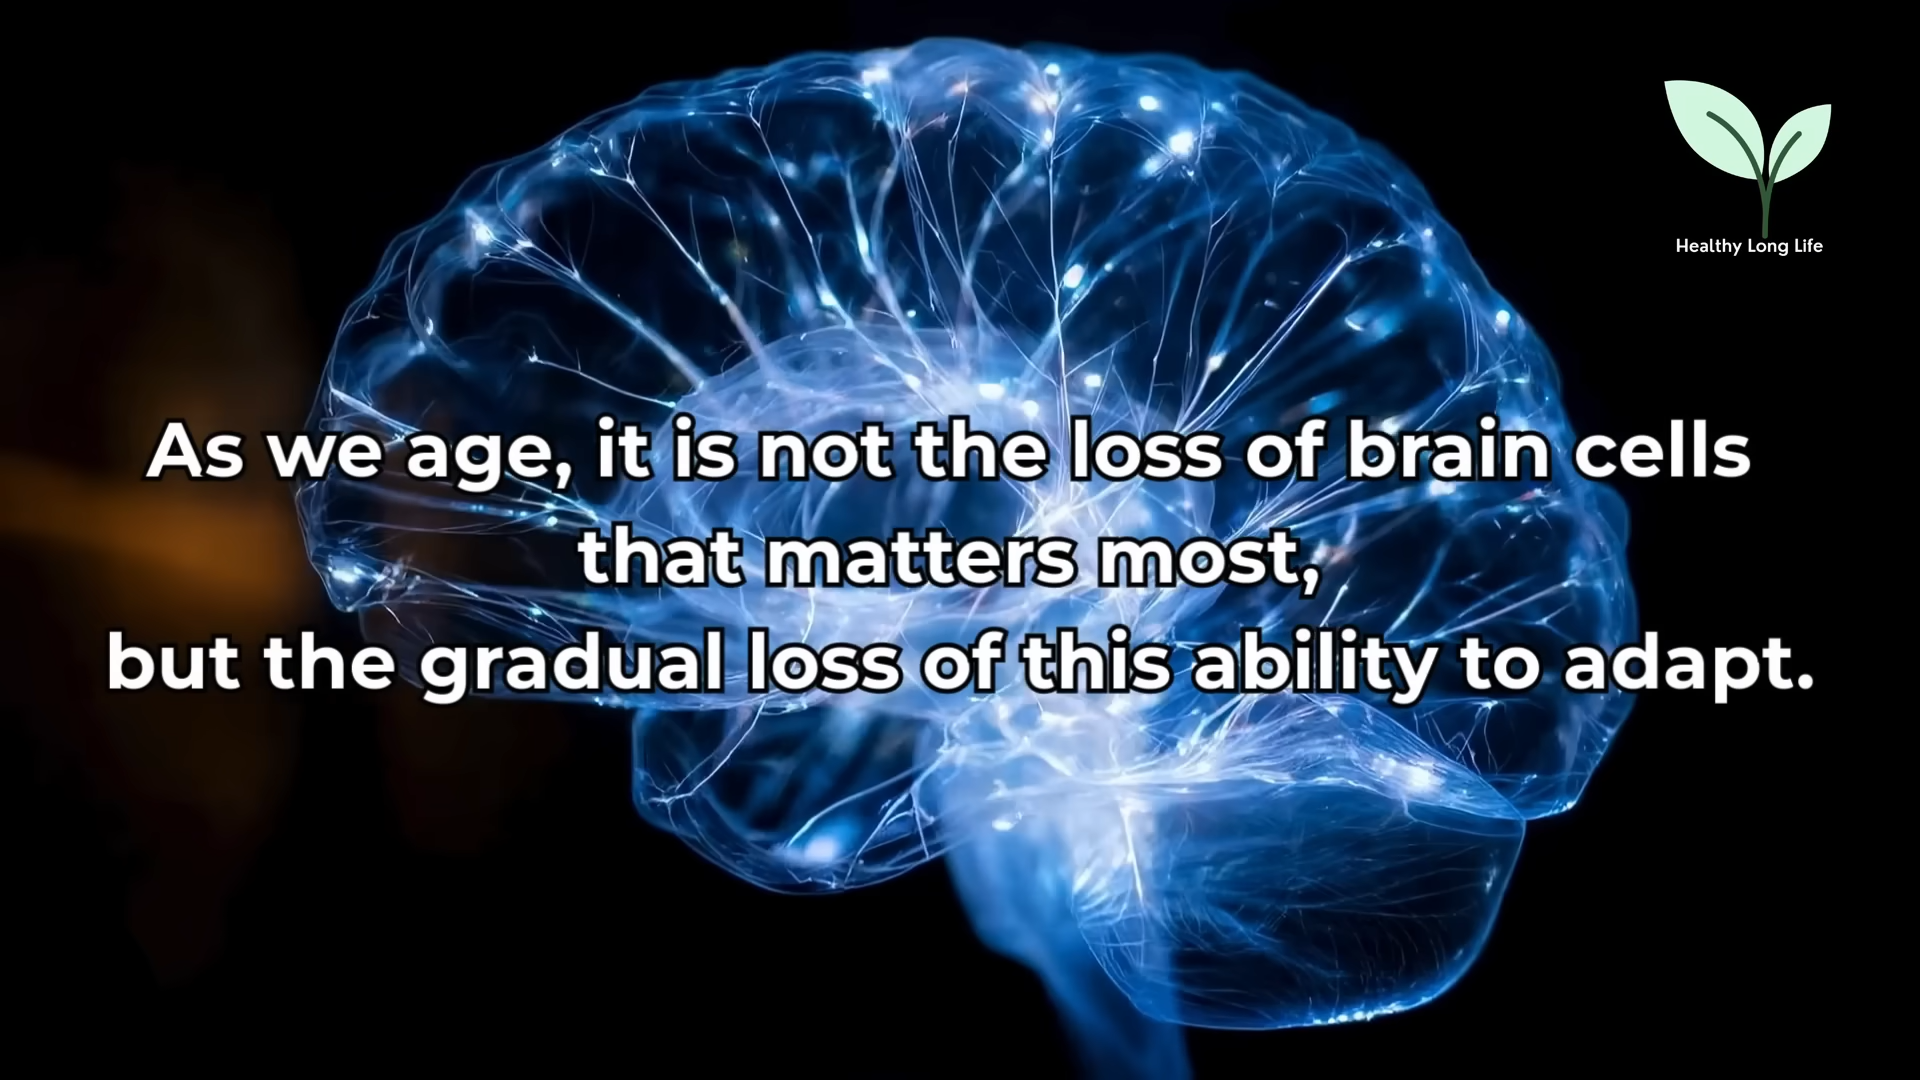 Healthy Long Life
As we age, it is not the loss of brain cells
that matters most,
but the gradual loss of this ability to adapt.